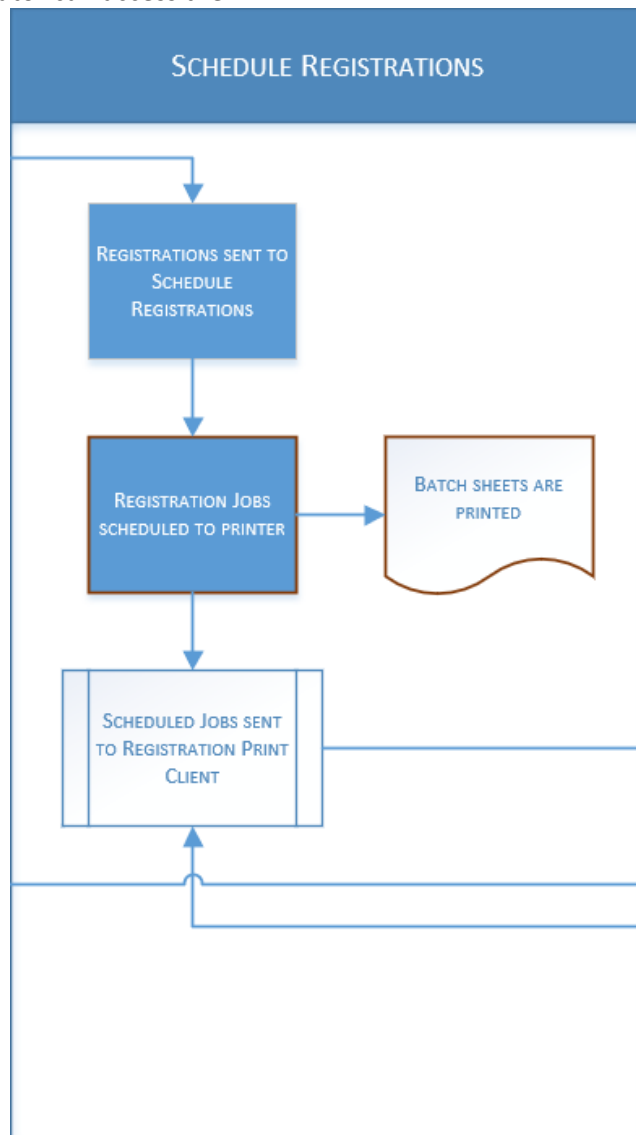 SCHEDULE REGISTRATIONS
REGISTRATIONS SENT TO
SCHEDULE
REGISTRATIONS
REGISTRATION JOBS
SCHEDULED TO PRINTER
BATCH SHEETS ARE
PRINTED
SCHEDULED JOBS SENT
TO REGISTRATION PRINT
CLIENT